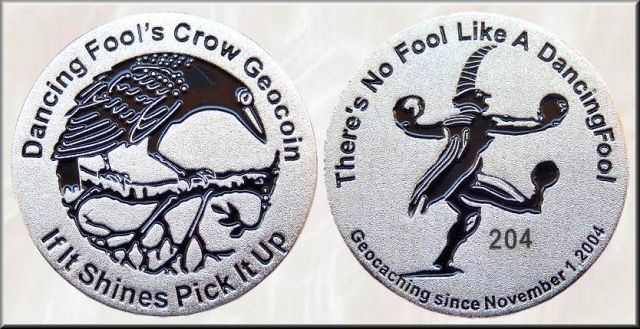 Dancing Fool's Crow Geocoin
If It Shines Pick It Up
There's No Fool Like A DancingFool
204
Geocaching since November 1 2004